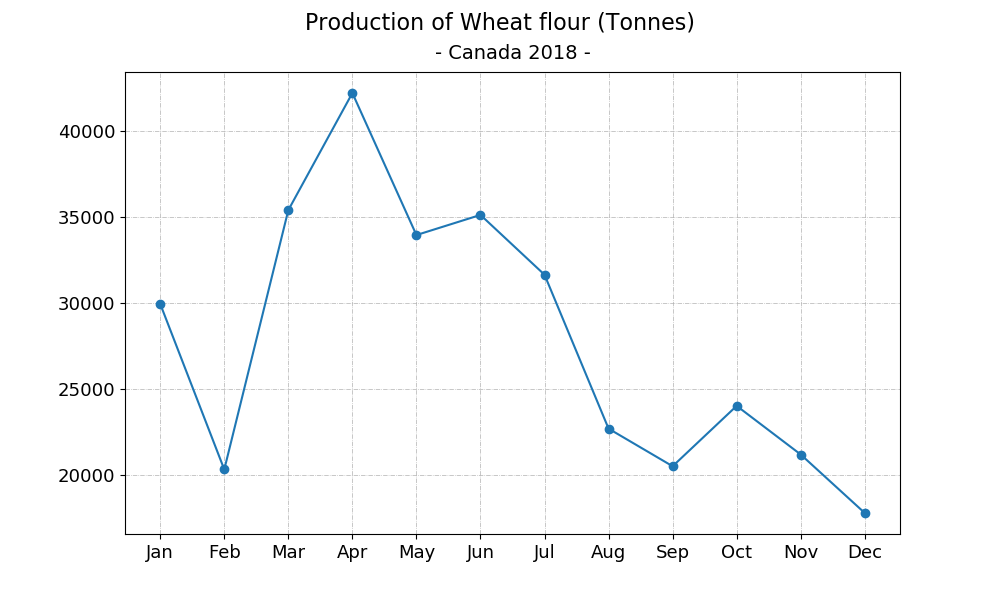 Production of Wheat flour (Tonnes)
- Canada 2018 -
40000
35000
30000
25000
20000
Jan Feb Mar Apr May Jun Jul Aug Sep Oct Nov Dec